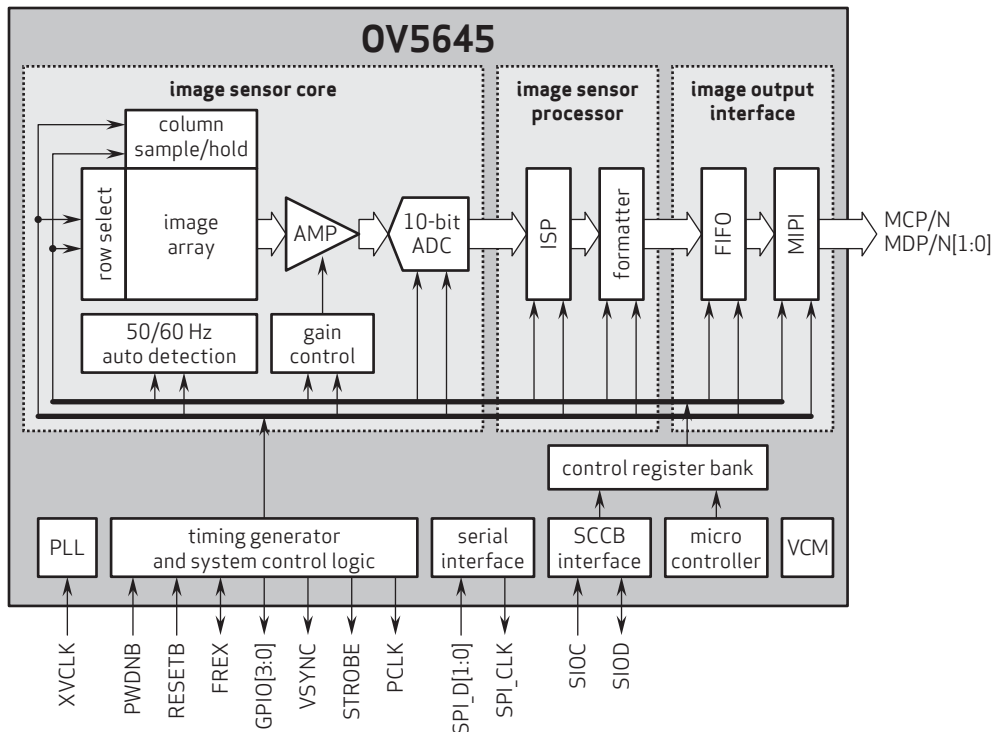 OV5645
image sensor core
image sensor
processor
image output
interface
column
sample/hold
row select
image
array
AMP
10-bit
ADC
ISP
formatter
FIFO
MIPI
MCP/N
MDP/N[1:0]
50/60 Hz
auto detection
gain
control
control register bank
PLL
timing generator
and system control logic
serial
interface
SCCB
interface
micro
controller
VCM
XVCLK
PWDNB
RESETB
FREX
GPIO[3:0]
VSYNC
STROBE
PCLK
SPI_D[1:0]
SPI_CLK
SIOC
SIOD